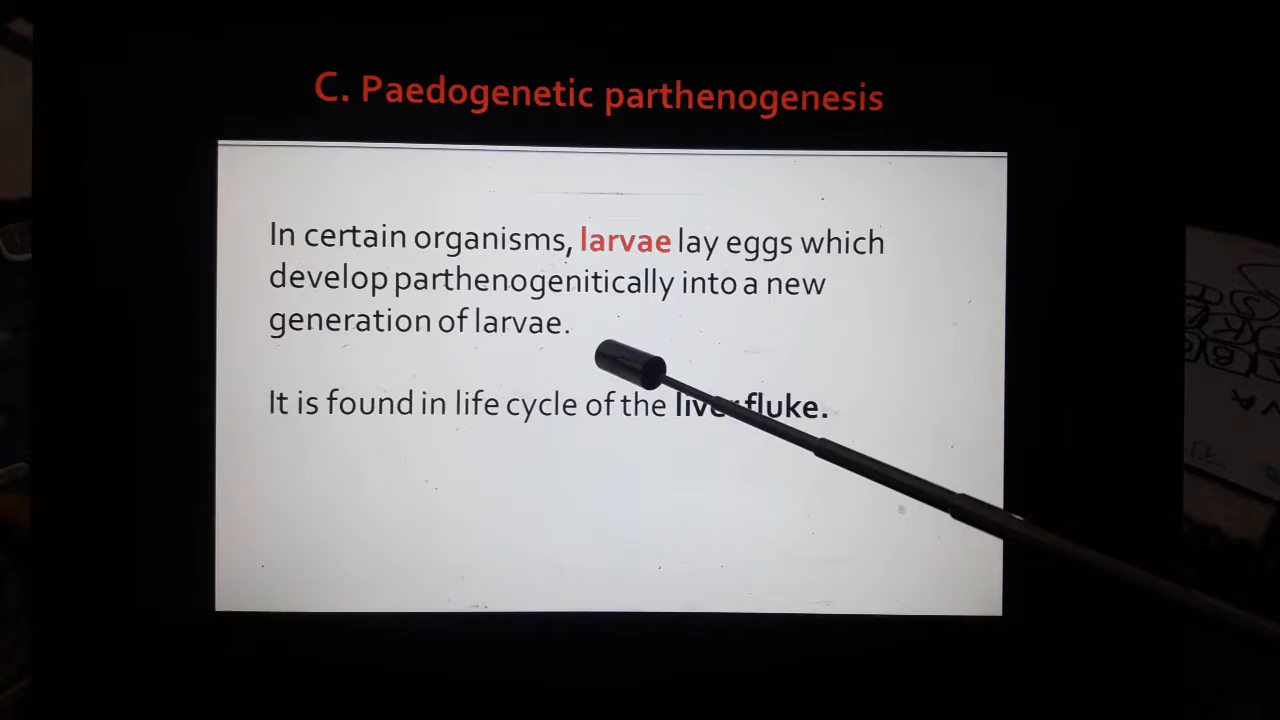 C. Paedogenetic parthenogenesis
In certain organisms, larvae lay eggs which
develop parthenogenitically into a new
generation of larvae.
It is found in life cycle of the liver fluke.